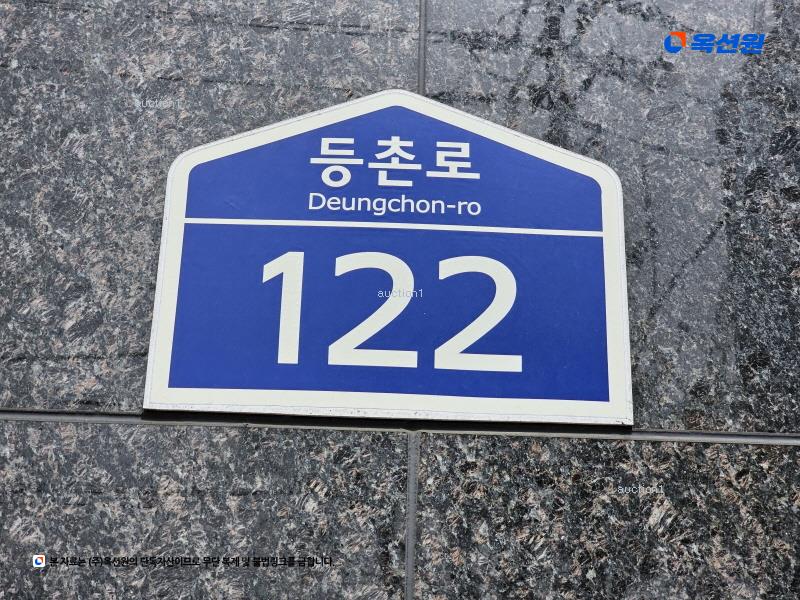 옥션원
auction1
등촌로
Deungchon-ro
122
auction1
auction1
본 자료는 (주)옥션원의 단독자산이므로 무단 복제 및 불법링크를 금합니다.